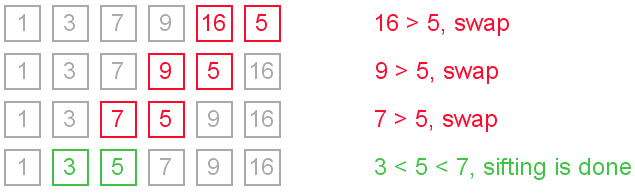 1 3 7 9 16 5 16 > 5, swap
1 3 7 9 5 16 9 > 5, swap
1 3 7 5 9 16 7 > 5, swap
1 3 5 7 9 16 3 < 5 < 7, sifting is done